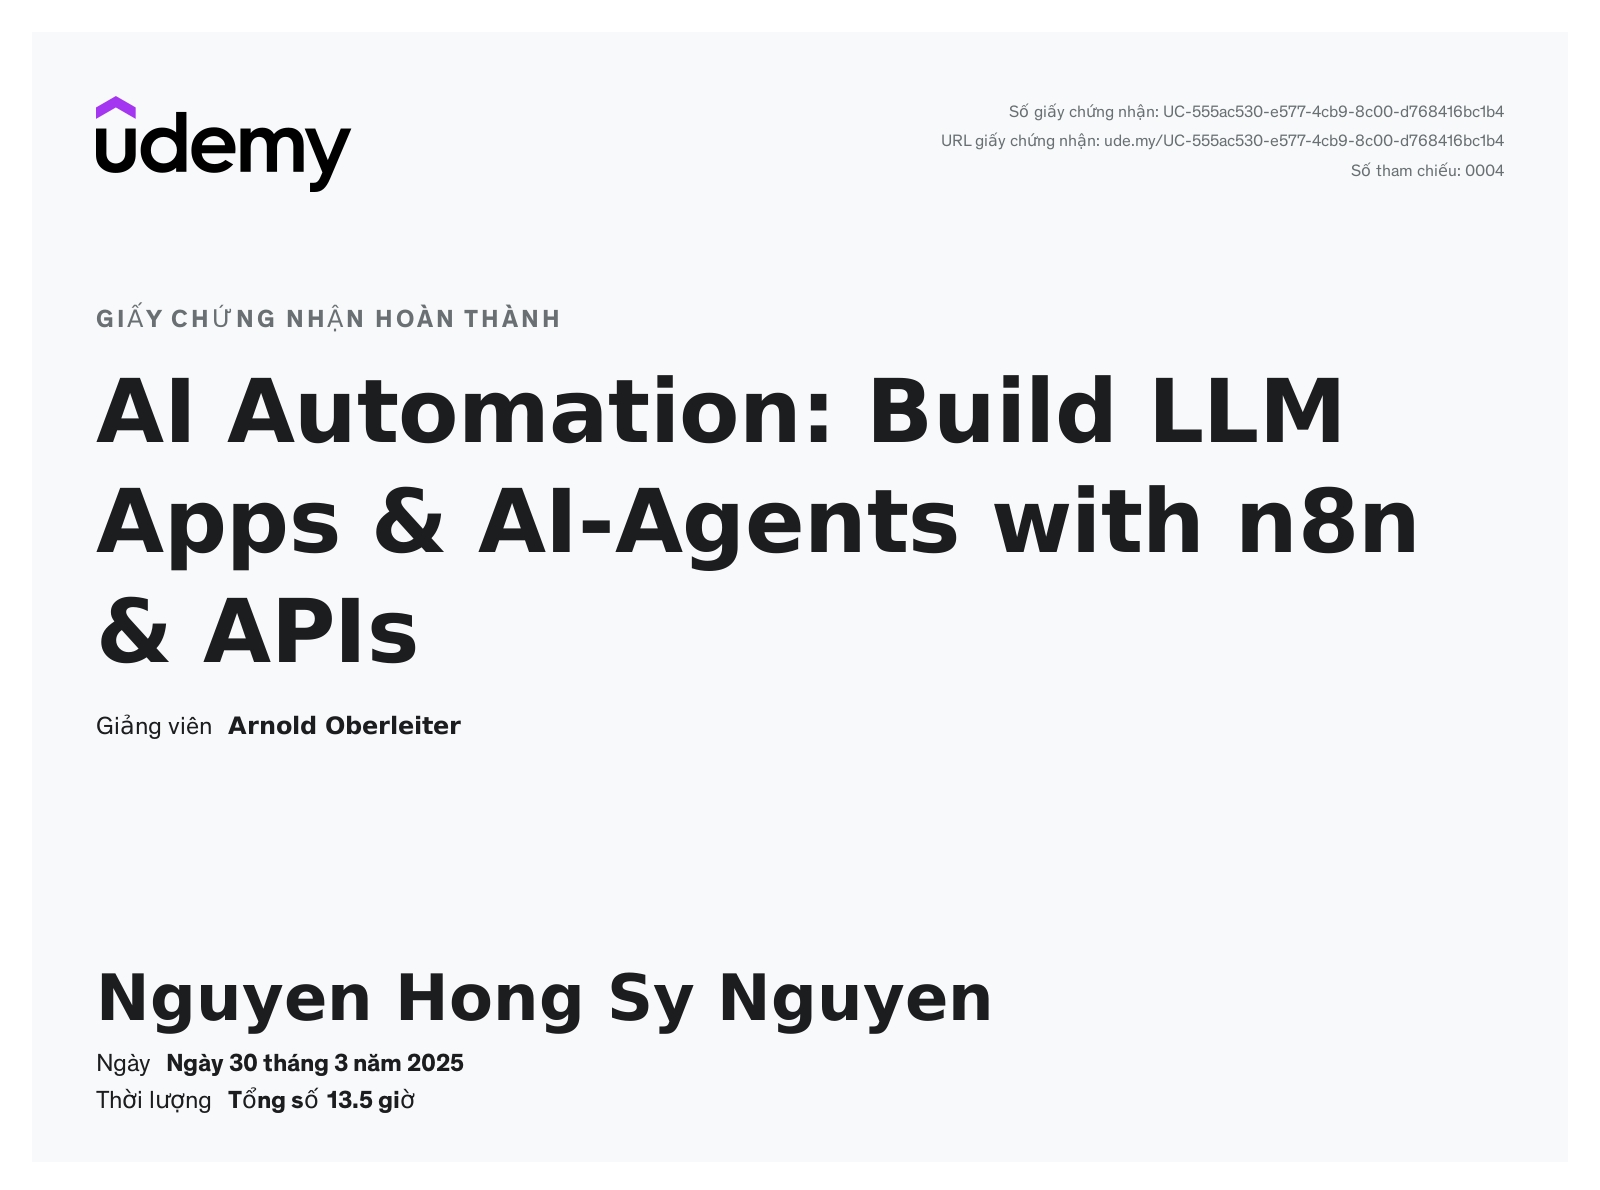 udemy
Số giấy chứng nhận: UC-555ac530-e577-4cb9-8c00-d768416bc1b4
URL giấy chứng nhận: ude.my/UC-555ac530-e577-4cb9-8c00-d768416bc1b4
Số tham chiếu: 0004
GIẤY CHỨNG NHẬN HOÀN THÀNH
AI Automation: Build LLM
Apps & AI-Agents with n8n
& APIs
Giảng viên Arnold Oberleiter
Nguyen Hong Sy Nguyen
Ngày Ngày 30 tháng 3 năm 2025
Thời lượng Tổng số 13.5 giờ